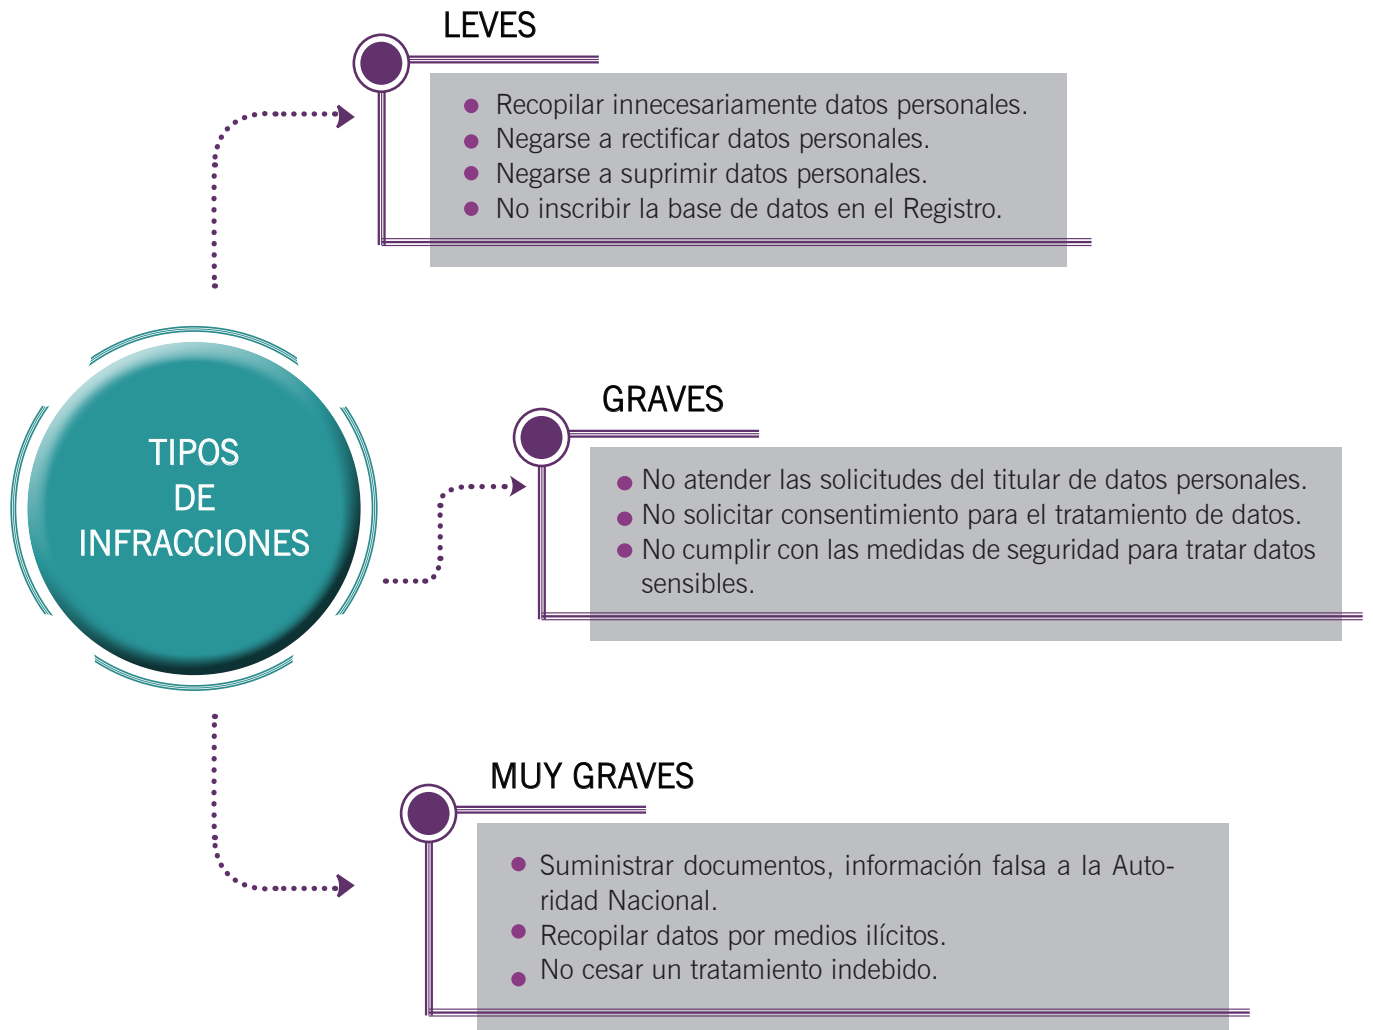 LEVES
Recopilar innecesariamente datos personales.
Negarse a rectificar datos personales.
Negarse a suprimir datos personales.
No inscribir la base de datos en el Registro.
TIPOS
DE
INFRACCIONES
GRAVES
No atender las solicitudes del titular de datos personales.
No solicitar consentimiento para el tratamiento de datos.
No cumplir con las medidas de seguridad para tratar datos
sensibles.
MUY GRAVES
Suministrar documentos, información falsa a la Auto-
ridad Nacional.
Recopilar datos por medios ilícitos.
No cesar un tratamiento indebido.